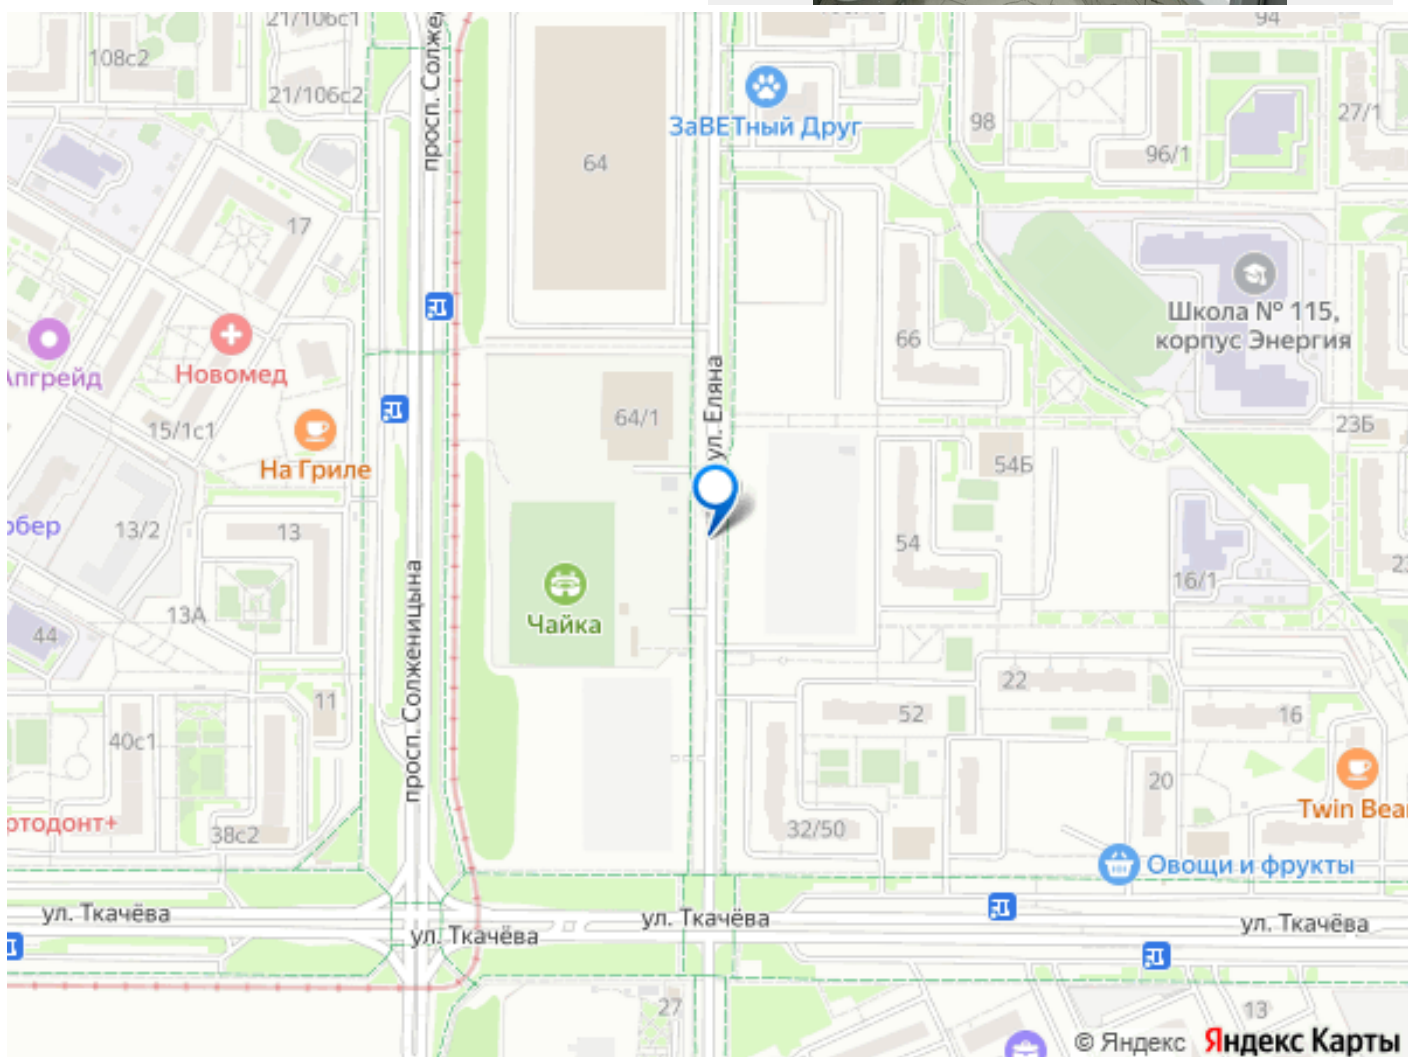 21/106с1
94
108с2
21/106с2
просп. Солже
ЗаВЕТный Друг
98
27/1
96/1
64
17
Школа № 115,
корпус Энергия
66
Апгрейд
Новомед
ул. Еляна
64/1
15/1с1
23Б
На Гриле
54Б
13/2
13
54
16/1
13А
Чайка
44
просп. Солженицына
22
11
52
16
40с1
20
Twin Bea
ртодонт+
38с2
32/50
Овощи и фрукты
ул. Ткачёва
ул. Ткачёва
ул. Ткачёва
ул. Ткачёва
27
13
© Яндекс Яндекс Карты